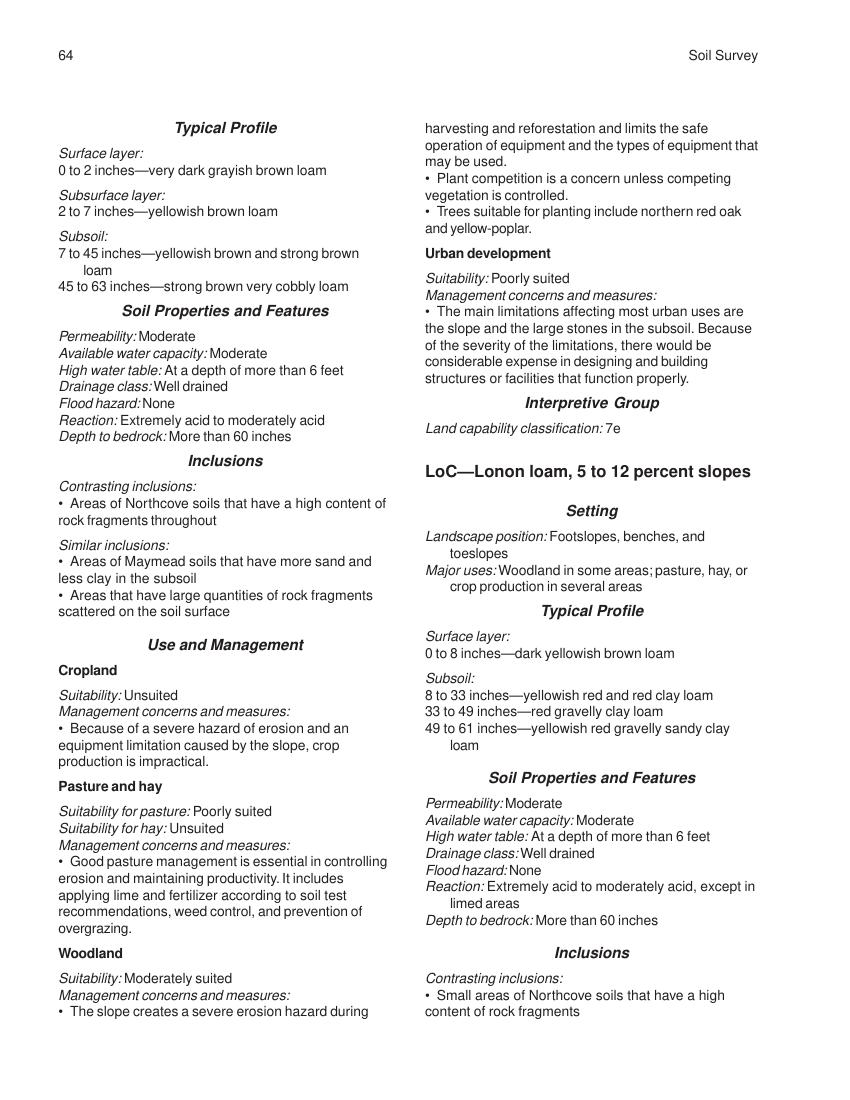 64
Soil Survey
Typical Profile
Surface layer:
0 to 2 inches—very dark grayish brown loam
Subsurface layer:
2 to 7 inches—yellowish brown loam
Subsoil:
7 to 45 inches—yellowish brown and strong brown
loam
45 to 63 inches—strong brown very cobbly loam
Soil Properties and Features
Permeability: Moderate
Available water capacity: Moderate
High water table: At a depth of more than 6 feet
Drainage class: Well drained
Flood hazard: None
Reaction: Extremely acid to moderately acid
Depth to bedrock: More than 60 inches
Inclusions
Contrasting inclusions:
• Areas of Northcove soils that have a high content of
rock fragments throughout
Similar inclusions:
• Areas of Maymead soils that have more sand and
less clay in the subsoil
• Areas that have large quantities of rock fragments
scattered on the soil surface
Use and Management
Cropland
Suitability: Unsuited
Management concerns and measures:
• Because of a severe hazard of erosion and an
equipment limitation caused by the slope, crop
production is impractical.
Pasture and hay
Suitability for pasture: Poorly suited
Suitability for hay: Unsuited
Management concerns and measures:
• Good pasture management is essential in controlling
erosion and maintaining productivity. It includes
applying lime and fertilizer according to soil test
recommendations, weed control, and prevention of
overgrazing.
Woodland
Suitability: Moderately suited
Management concerns and measures:
• The slope creates a severe erosion hazard during
harvesting and reforestation and limits the safe
operation of equipment and the types of equipment that
may be used.
• Plant competition is a concern unless competing
vegetation is controlled.
• Trees suitable for planting include northern red oak
and yellow-poplar.
Urban development
Suitability: Poorly suited
Management concerns and measures:
• The main limitations affecting most urban uses are
the slope and the large stones in the subsoil. Because
of the severity of the limitations, there would be
considerable expense in designing and building
structures or facilities that function properly.
Interpretive Group
Land capability classification: 7e
LoC—Lonon loam, 5 to 12 percent slopes
Setting
Landscape position: Footslopes, benches, and
toeslopes
Major uses: Woodland in some areas; pasture, hay, or
crop production in several areas
Typical Profile
Surface layer:
0 to 8 inches—dark yellowish brown loam
Subsoil:
8 to 33 inches—yellowish red and red clay loam
33 to 49 inches—red gravelly clay loam
49 to 61 inches—yellowish red gravelly sandy clay
loam
Soil Properties and Features
Permeability: Moderate
Available water capacity: Moderate
High water table: At a depth of more than 6 feet
Drainage class: Well drained
Flood hazard: None
Reaction: Extremely acid to moderately acid, except in
limed areas
Depth to bedrock: More than 60 inches
Inclusions
Contrasting inclusions:
• Small areas of Northcove soils that have a high
content of rock fragments